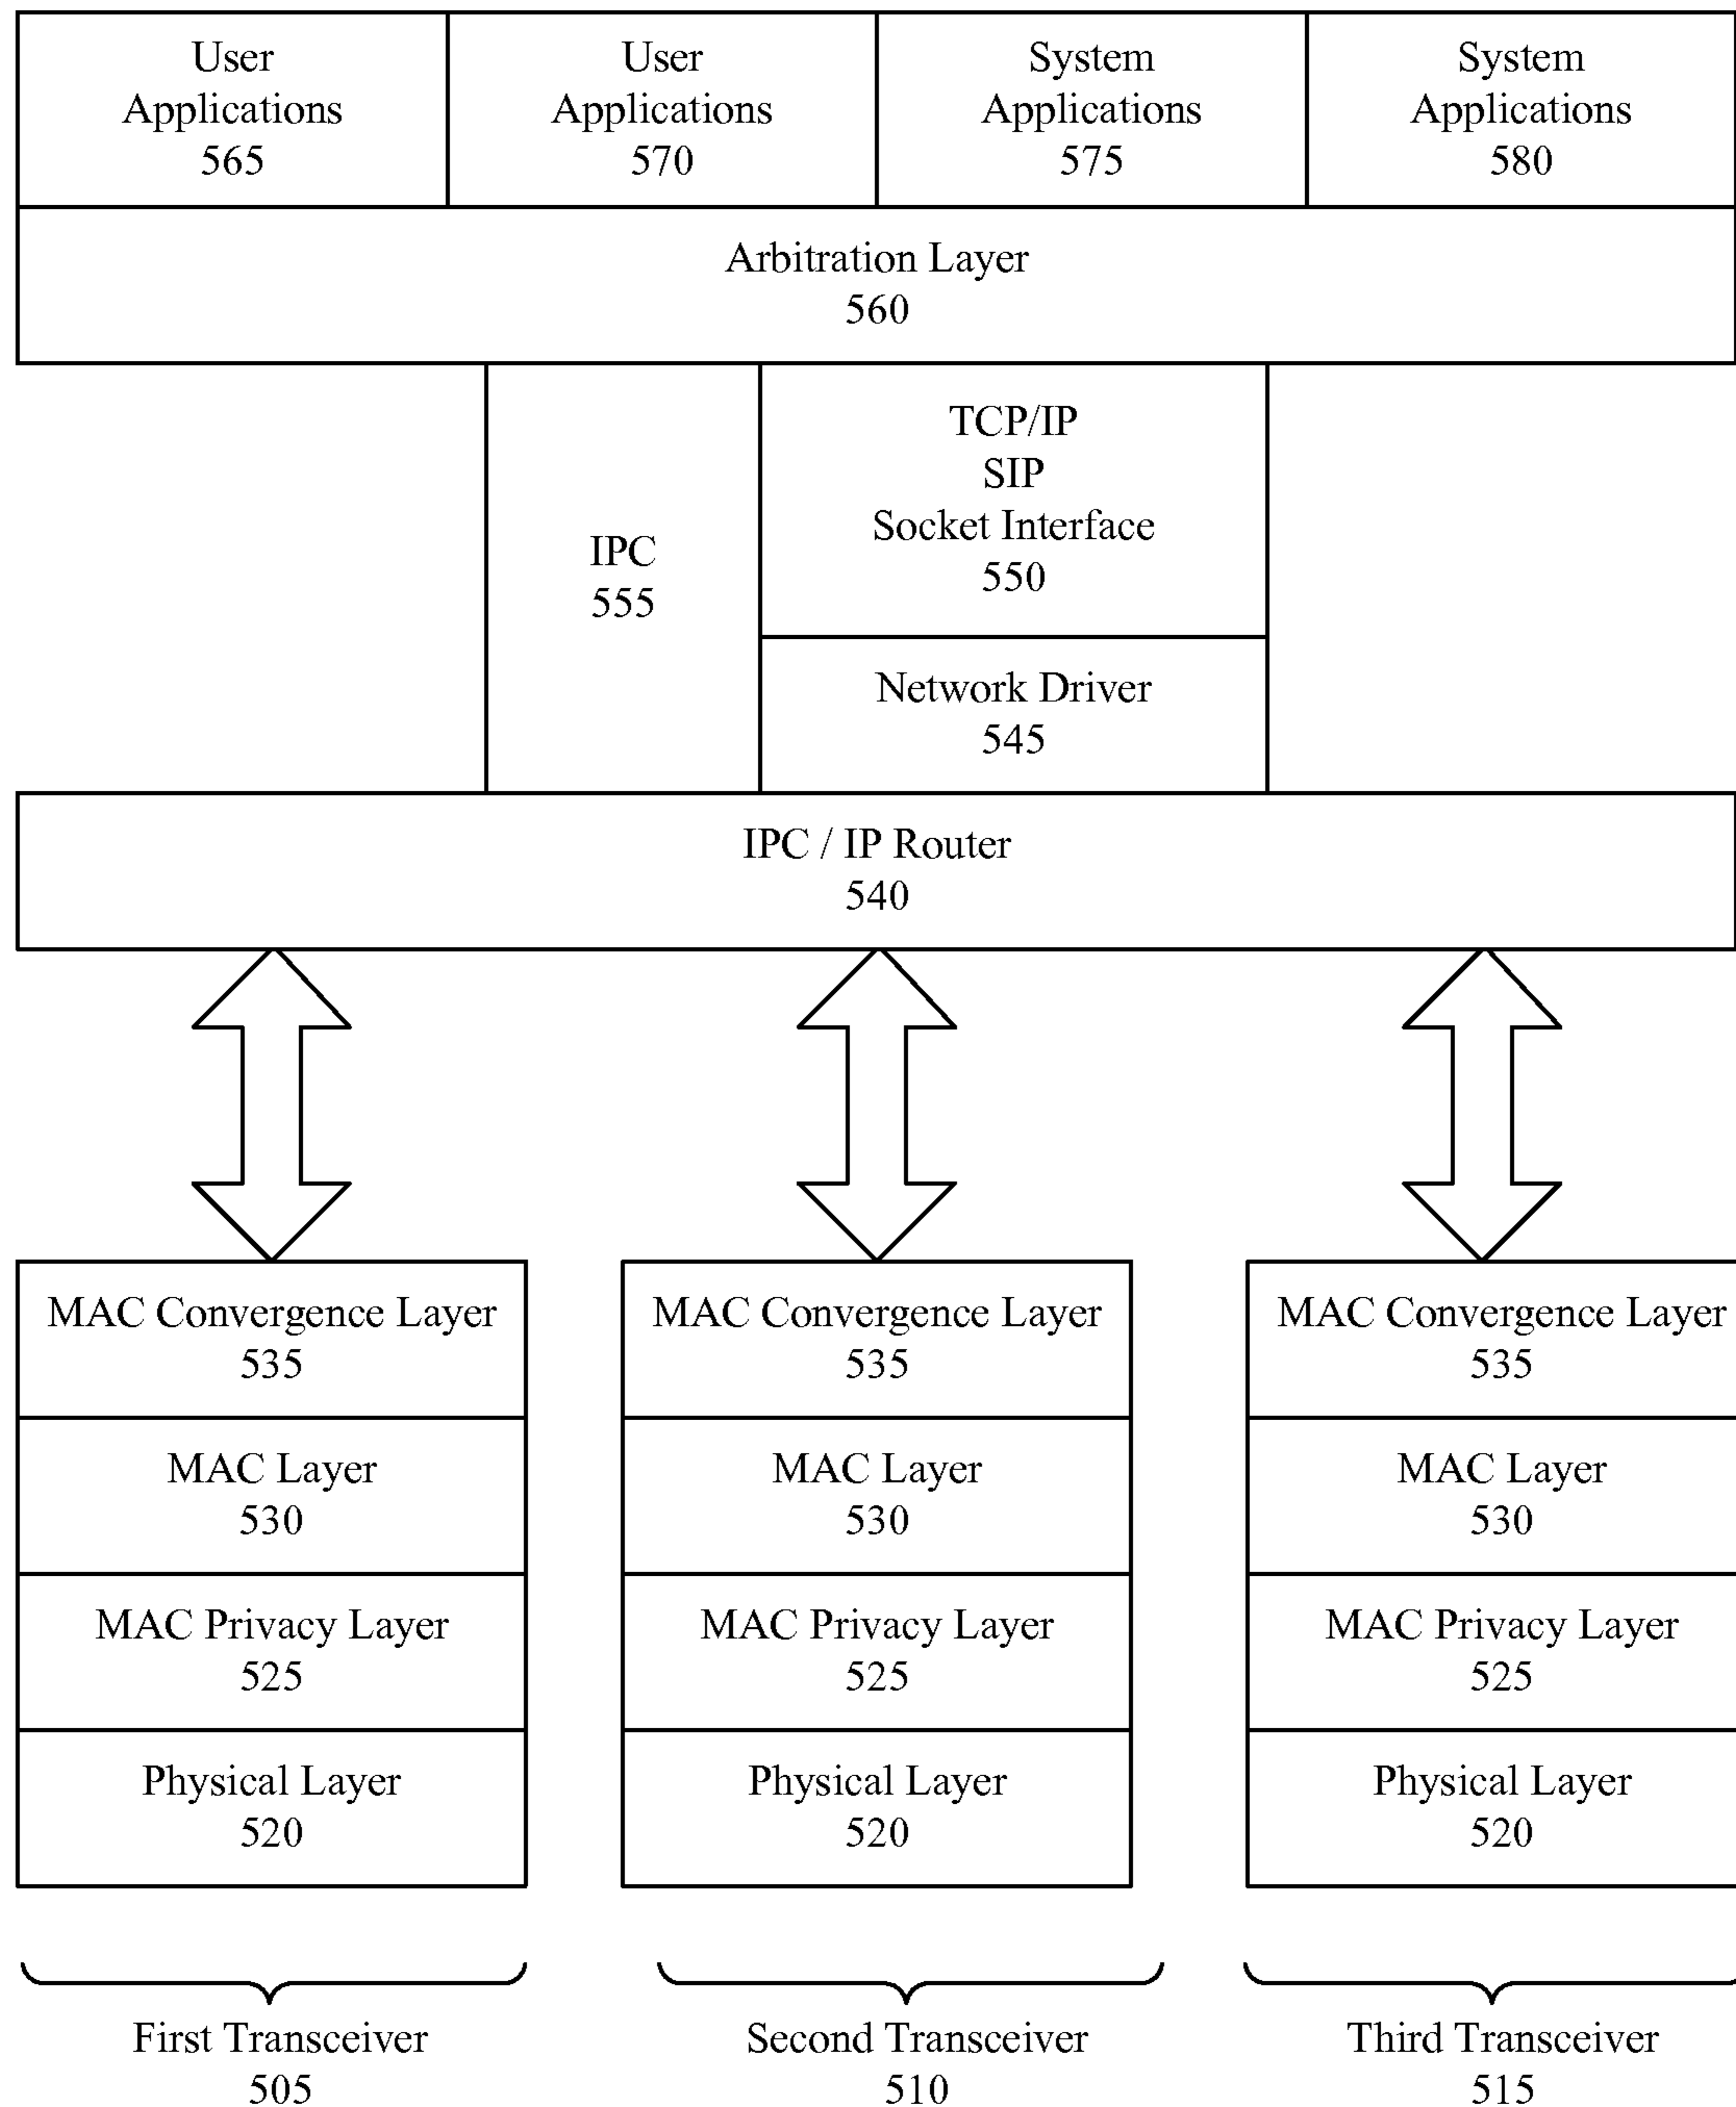 User
Applications
565
User
Applications
570
System
Applications
575
System
Applications
580
Arbitration Layer
560
IPC
555
TCP/IP
SIP
Socket Interface
550
Network Driver
545
IPC / IP Router
540
MAC Convergence Layer
535
MAC Layer
530
MAC Privacy Layer
525
Physical Layer
520
First Transceiver
505
MAC Convergence Layer
535
MAC Layer
530
MAC Privacy Layer
525
Physical Layer
520
Second Transceiver
510
MAC Convergence Layer
535
MAC Layer
530
MAC Privacy Layer
525
Physical Layer
520
Third Transceiver
515